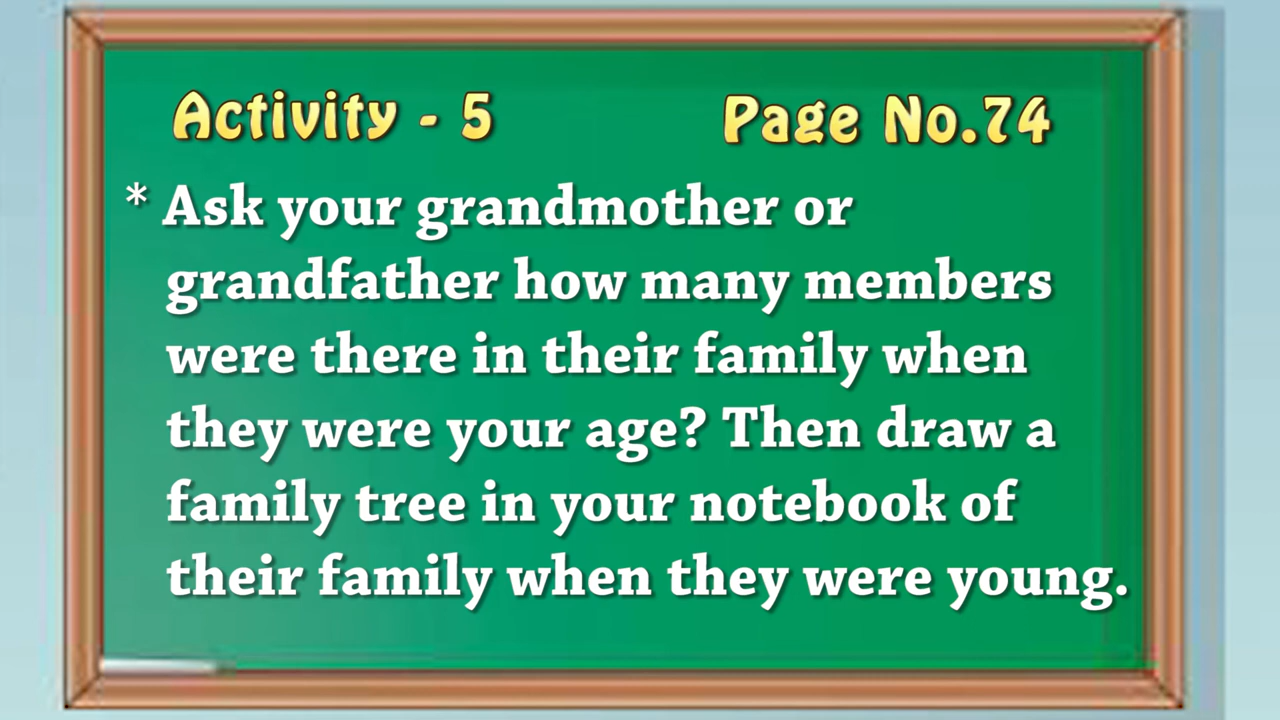 Activity - 5 Page No.74
* Ask your grandmother or
grandfather how many members
were there in their family when
they were your age? Then draw a
family tree in your notebook of
their family when they were young.